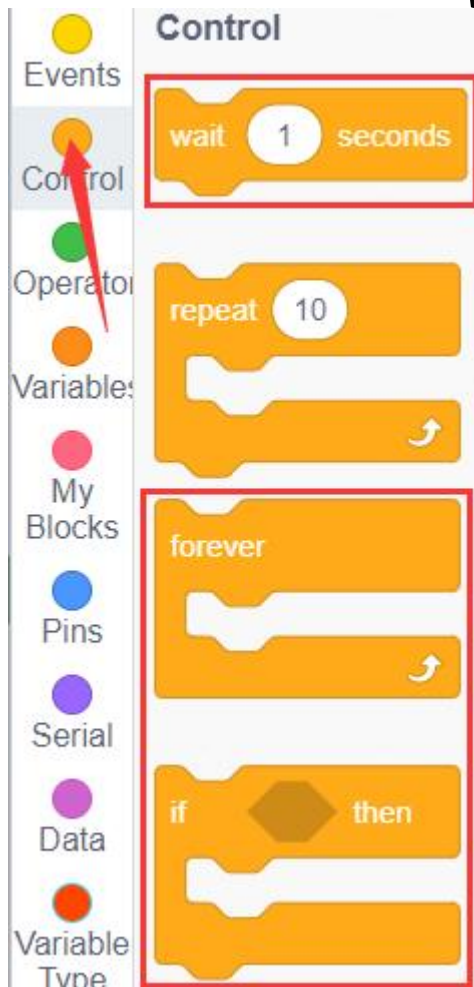 Events
Control
Operator
Variables
My
Blocks
Pins
Serial
Data
Variable
Type
Control
wait 1 seconds
repeat 10
forever
if then